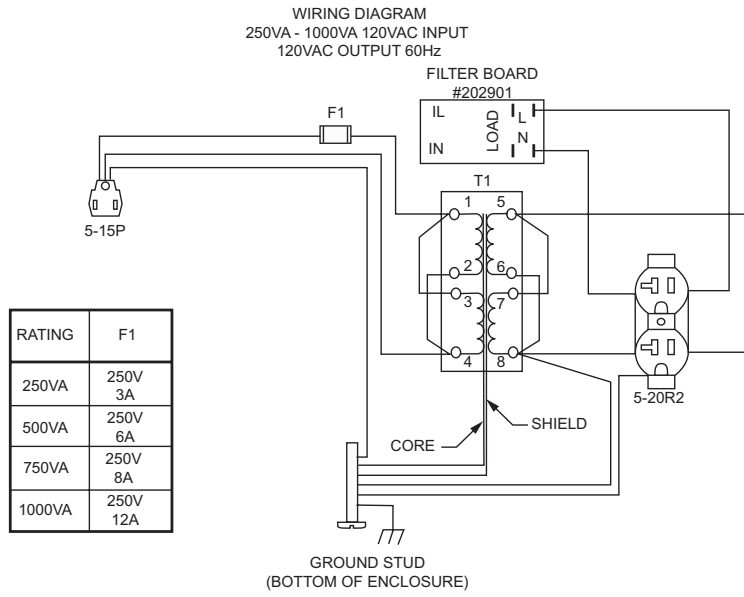 WIRING DIAGRAM
250VA - 1000VA 120VAC INPUT
120VAC OUTPUT 60Hz
FILTER BOARD
#202901
IL
IN
LOAD
L
N
F1
5-15P
T1
1
5
2
6
3
7
4
8
5-20R2
SHIELD
CORE
RATING F1
250VA 250V
3A
500VA 250V
6A
750VA 250V
8A
1000VA 250V
12A
GROUND STUD
(BOTTOM OF ENCLOSURE)